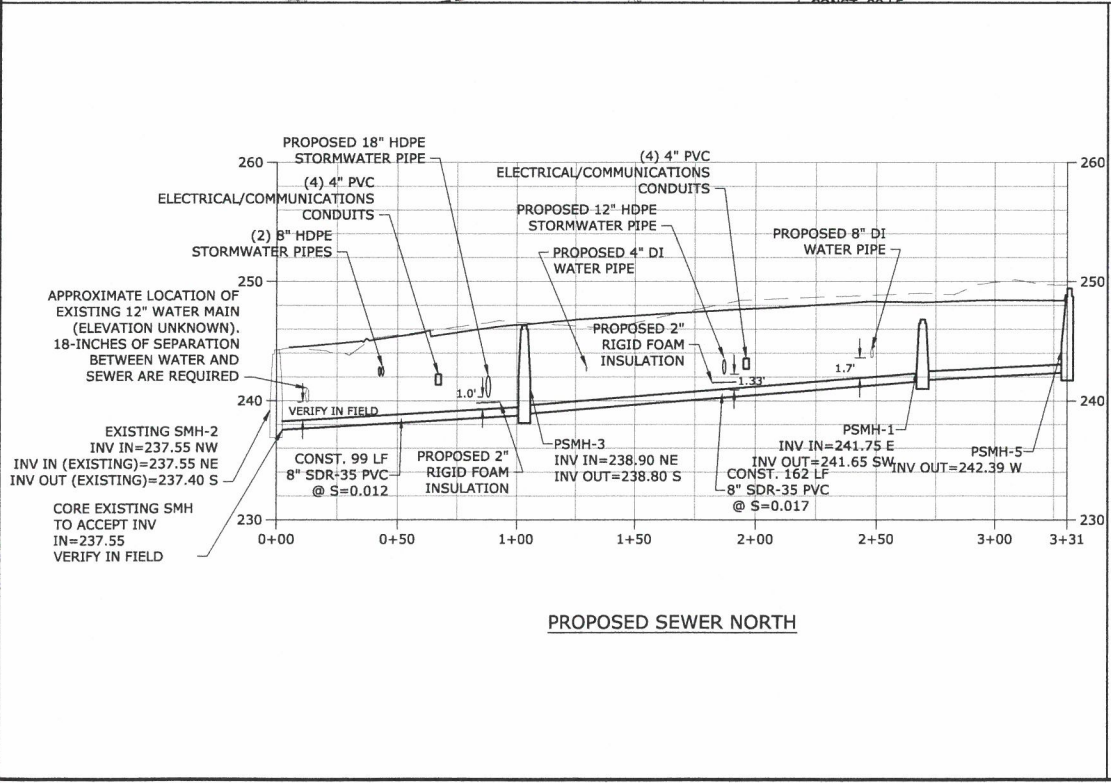 PROPOSED 18" HDPE
STORMWATER PIPE
(4) 4" PVC
ELECTRICAL/COMMUNICATIONS
CONDUITS
(2) 8" HDPE
STORMWATER PIPES
(4) 4" PVC
ELECTRICAL/COMMUNICATIONS
CONDUITS
PROPOSED 12" HDPE
STORMWATER PIPE
PROPOSED 4" DI
WATER PIPE
PROPOSED 8" DI
WATER PIPE
260
260
250
250
240
240
230
230
APPROXIMATE LOCATION OF
EXISTING 12" WATER MAIN
(ELEVATION UNKNOWN).
18-INCHES OF SEPARATION
BETWEEN WATER AND
SEWER ARE REQUIRED
PROPOSED 2"
RIGID FOAM
INSULATION
1.0'
1.33'
1.7'
VERIFY IN FIELD
EXISTING SMH-2
INV IN=237.55 NW
INV IN (EXISTING)=237.55 NE
INV OUT (EXISTING)=237.40 S
CORE EXISTING SMH
TO ACCEPT INV
IN=237.55
VERIFY IN FIELD
CONST. 99 LF
8" SDR-35 PVC
@ S=0.012
PROPOSED 2"
RIGID FOAM
INSULATION
PSMH-3
INV IN=238.90 NE
INV OUT=238.80 S
CONST. 162 LF
8" SDR-35 PVC
@ S=0.017
PSMH-1
INV IN=241.75 E
INV OUT=241.65 SW
PSMH-5
INV OUT=242.39 W
0+00
0+50
1+00
1+50
2+00
2+50
3+00
3+31
PROPOSED SEWER NORTH